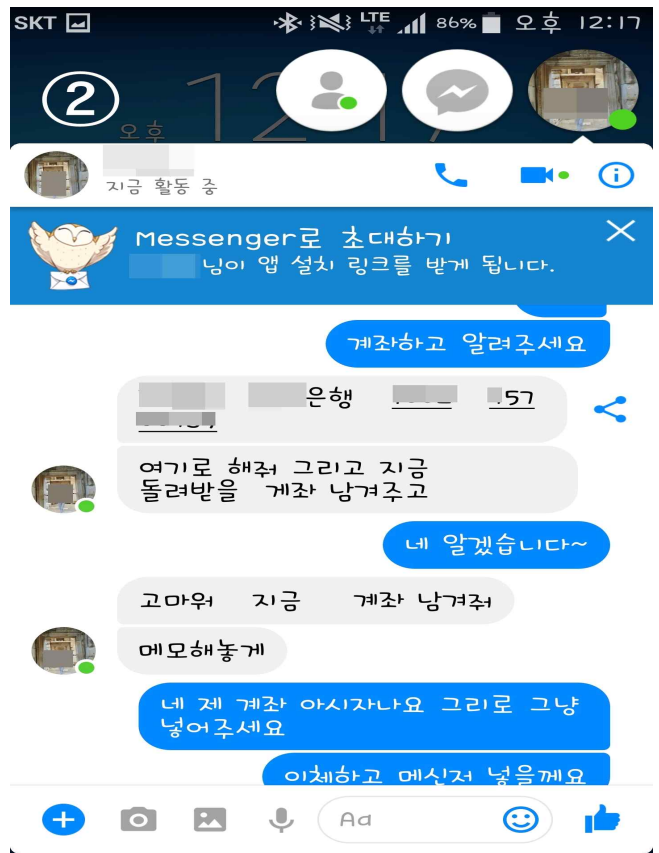 SKT LTE 86% 오후 12:17
②
오후 12:17
지금 활동 중
Messenger로 초대하기
님이 앱 설치 링크를 받게 됩니다.
계좌하고 알려주세요
은행 157
여기로 해줘 그리고 지금
돌려받을 게좌 남겨주고
네 알겠습니다~
고마워 지금 계좌 남겨줘
메모해놓게
네 제 계좌 아시자나요 그리로 그냥
넣어주세요
이체하고 메신저 넣을께요
Aa